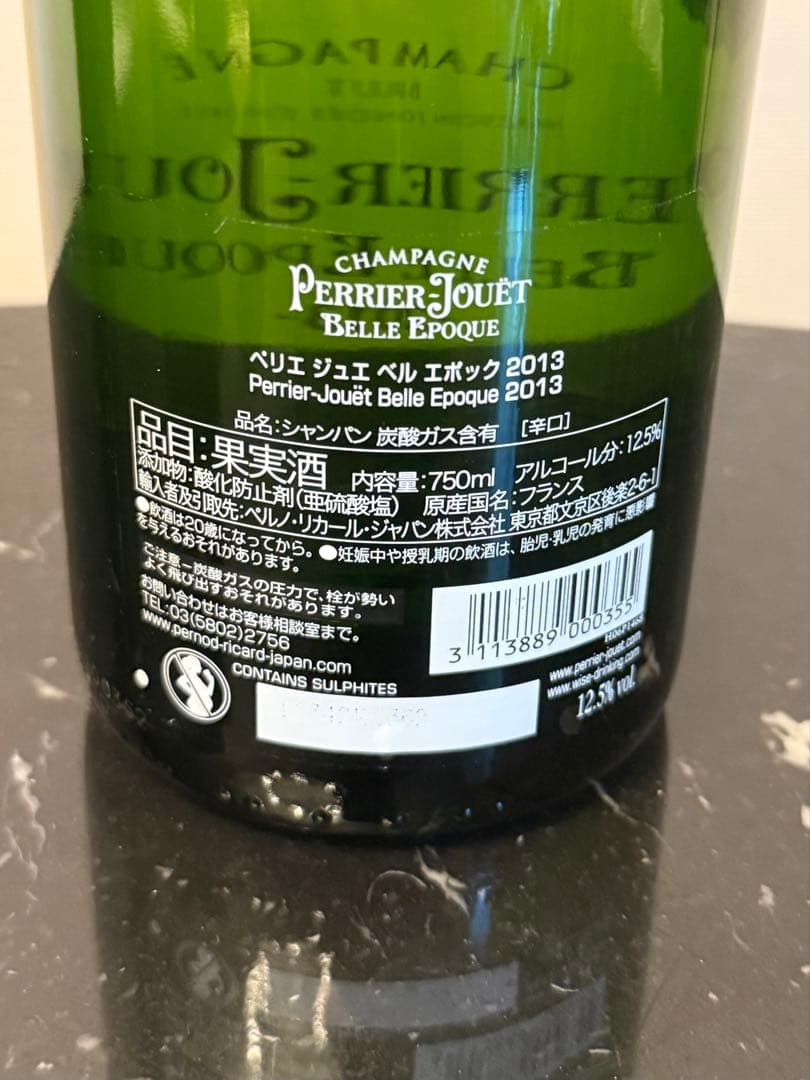 CHAMPAGNE
BRUT
PERRIER-JOU
BELLE EPOQUE
CHAMPAGNE
PERRIER-JOUËT
BELLE EPOQUE
ペリエ ジュエ ベル エポック 2013
Perrier-Jouët Belle Epoque 2013
品名:シャンパン 炭酸ガス含有 [辛口]
品目:果実酒 内容量:750ml アルコール分:12.5%
添加物:酸化防止剤(亜硫酸塩) 原産国名:フランス
輸入者及引取先:ペルノ・リカール・ジャパン株式会社 東京都文京区後楽2-6-1
●飲酒は20歳になってから。●妊娠中や授乳期の飲酒は、胎児・乳児の発育に悪影響
を与えるおそれがあります。
ご注意-炭酸ガスの圧力で、栓が勢い
よく飛び出すおそれがあります。
お問い合わせはお客様相談室まで。
TEL:03(5802)2756
www.pernod-ricard-japan.com
CONTAINS SULPHITES
3 113889 000355
H06P1468
www.perrier-jouet.com
www.wise-drinking.com
12.5% vol.